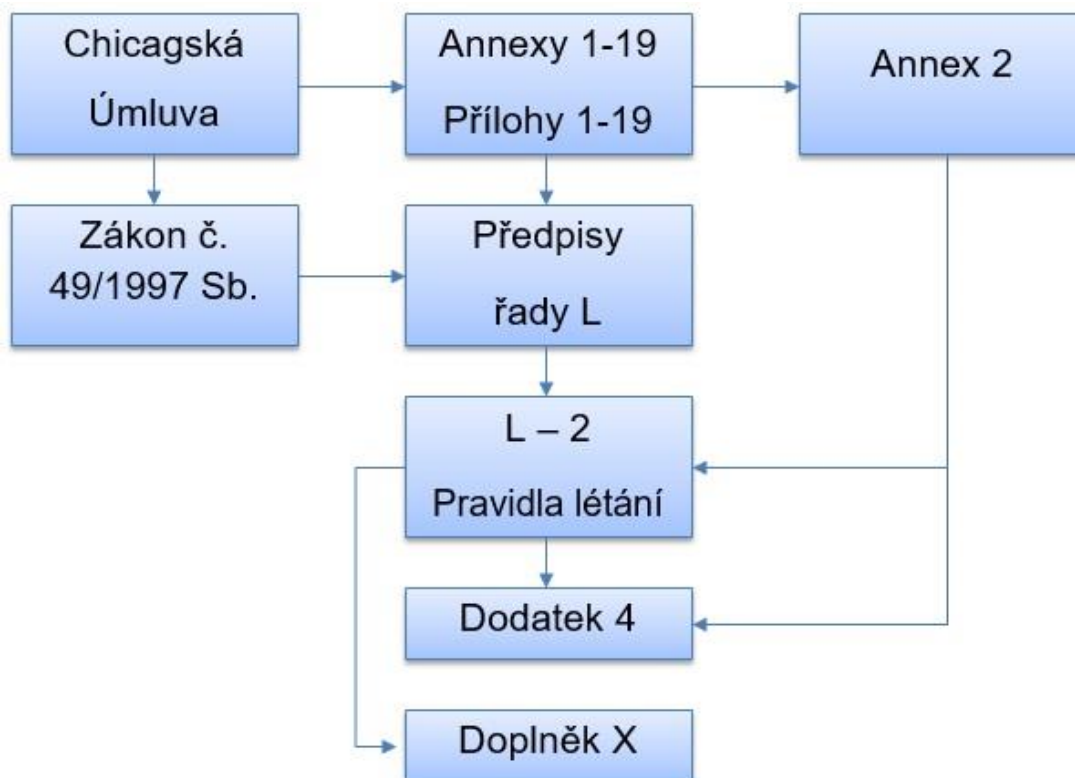 Chicagská
Úmluva
Annexy 1-19
Přílohy 1-19
Annex 2
Zákon č.
49/1997 Sb.
Předpisy
řady L
L – 2
Pravidla létání
Dodatek 4
Doplněk X